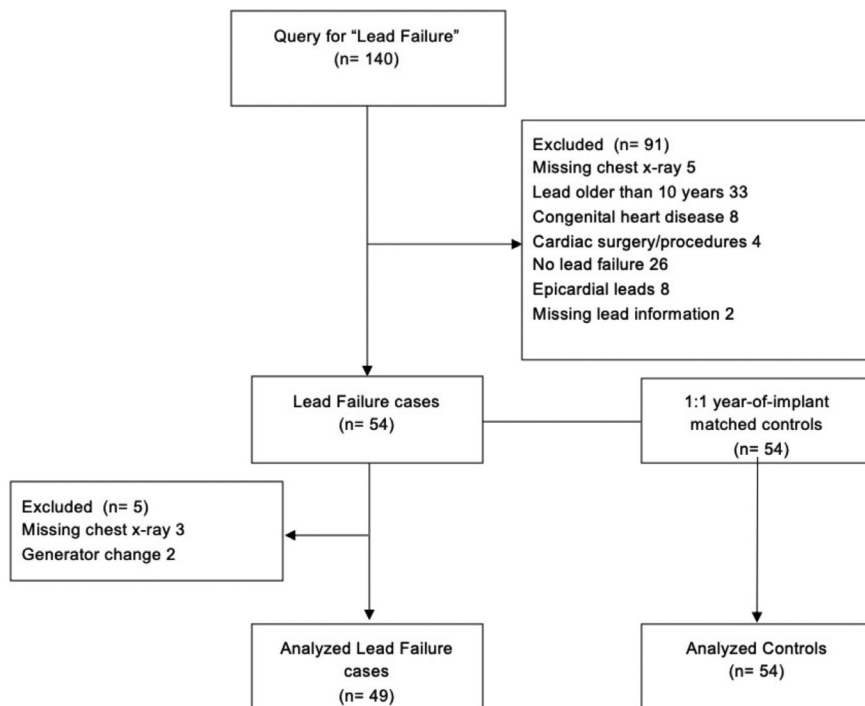 Query for “Lead Failure”
(n= 140)
Excluded (n= 91)
Missing chest x-ray 5
Lead older than 10 years 33
Congenital heart disease 8
Cardiac surgery/procedures 4
No lead failure 26
Epicardial leads 8
Missing lead information 2
Lead Failure cases
(n= 54)
1:1 year-of-implant
matched controls
(n= 54)
Excluded (n= 5)
Missing chest x-ray 3
Generator change 2
Analyzed Lead Failure
cases
(n= 49)
Analyzed Controls
(n= 54)